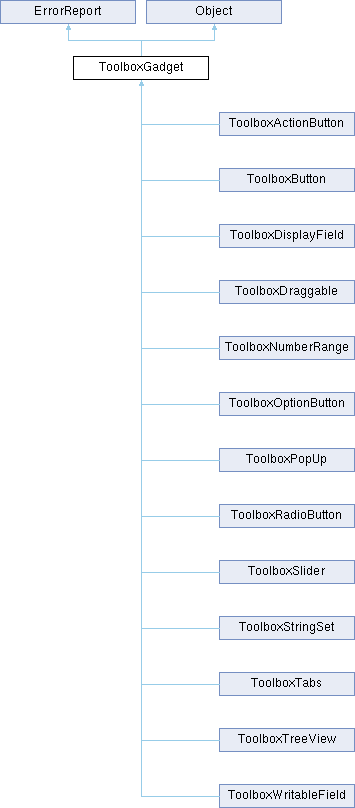 ErrorReport
Object
ToolboxGadget
ToolboxActionButton
ToolboxButton
ToolboxDisplayField
ToolboxDraggable
ToolboxNumberRange
ToolboxOptionButton
ToolboxPopUp
ToolboxRadioButton
ToolboxSlider
ToolboxStringSet
ToolboxTabs
ToolboxTreeView
ToolboxWritableField